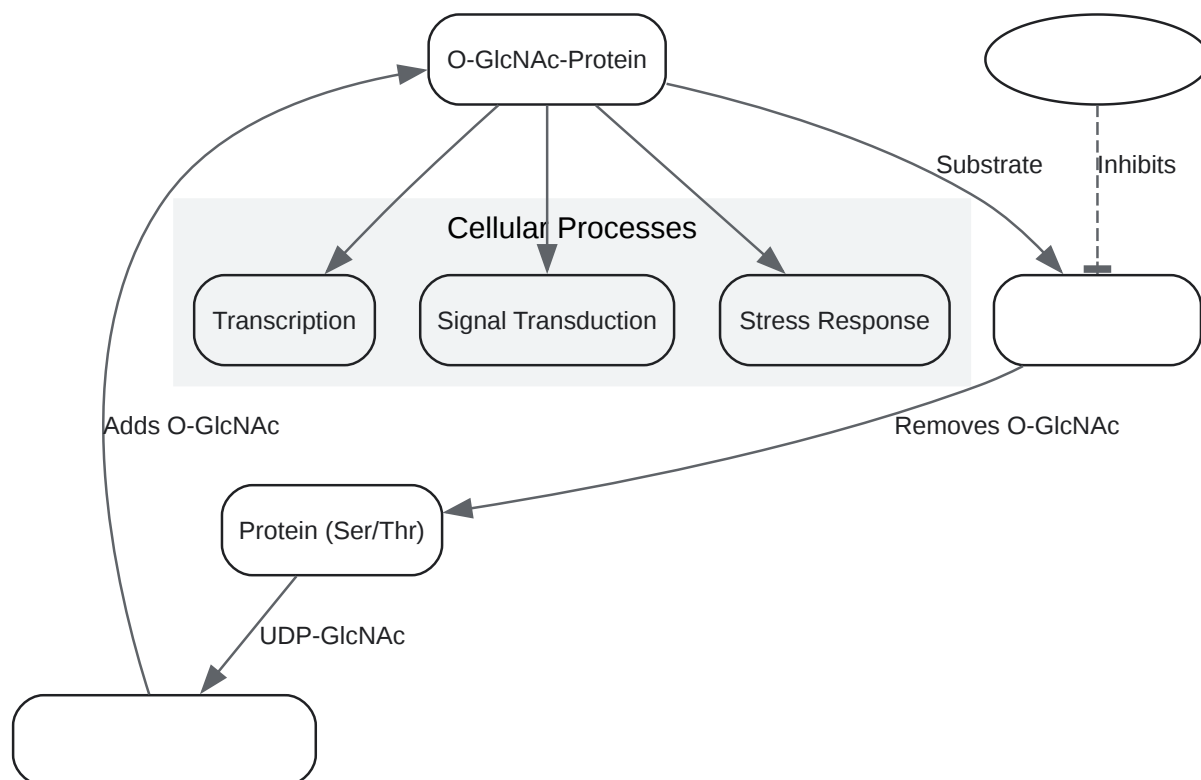 O-GlcNAc-Protein
Substrate
Inhibits
Cellular Processes
Transcription
Signal Transduction
Stress Response
Adds O-GlcNAc
Removes O-GlcNAc
Protein (Ser/Thr)
UDP-GlcNAc